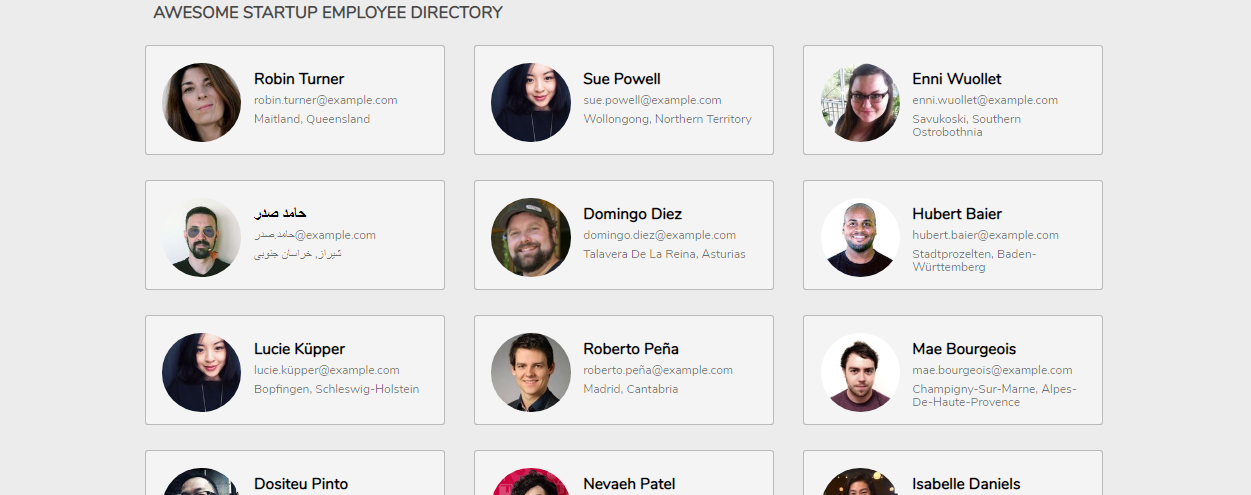 AWESOME STARTUP EMPLOYEE DIRECTORY
Robin Turner
robin.turner@example.com
Maitland, Queensland
Sue Powell
sue.powell@example.com
Wollongong, Northern Territory
Enni Wuollet
enni.wuollet@example.com
Savukoski, Southern
Ostrobothnia
حامد صدر
حامد.صدر@example.com
شیراز, خراسان جنوبی
Domingo Diez
domingo.diez@example.com
Talavera De La Reina, Asturias
Hubert Baier
hubert.baier@example.com
Stadtprozelten, Baden-
Württemberg
Lucie Küpper
lucie.küpper@example.com
Bopfingen, Schleswig-Holstein
Roberto Peña
roberto.peña@example.com
Madrid, Cantabria
Mae Bourgeois
mae.bourgeois@example.com
Champigny-Sur-Marne, Alpes-
De-Haute-Provence
Dositeu Pinto
Nevaeh Patel
Isabelle Daniels